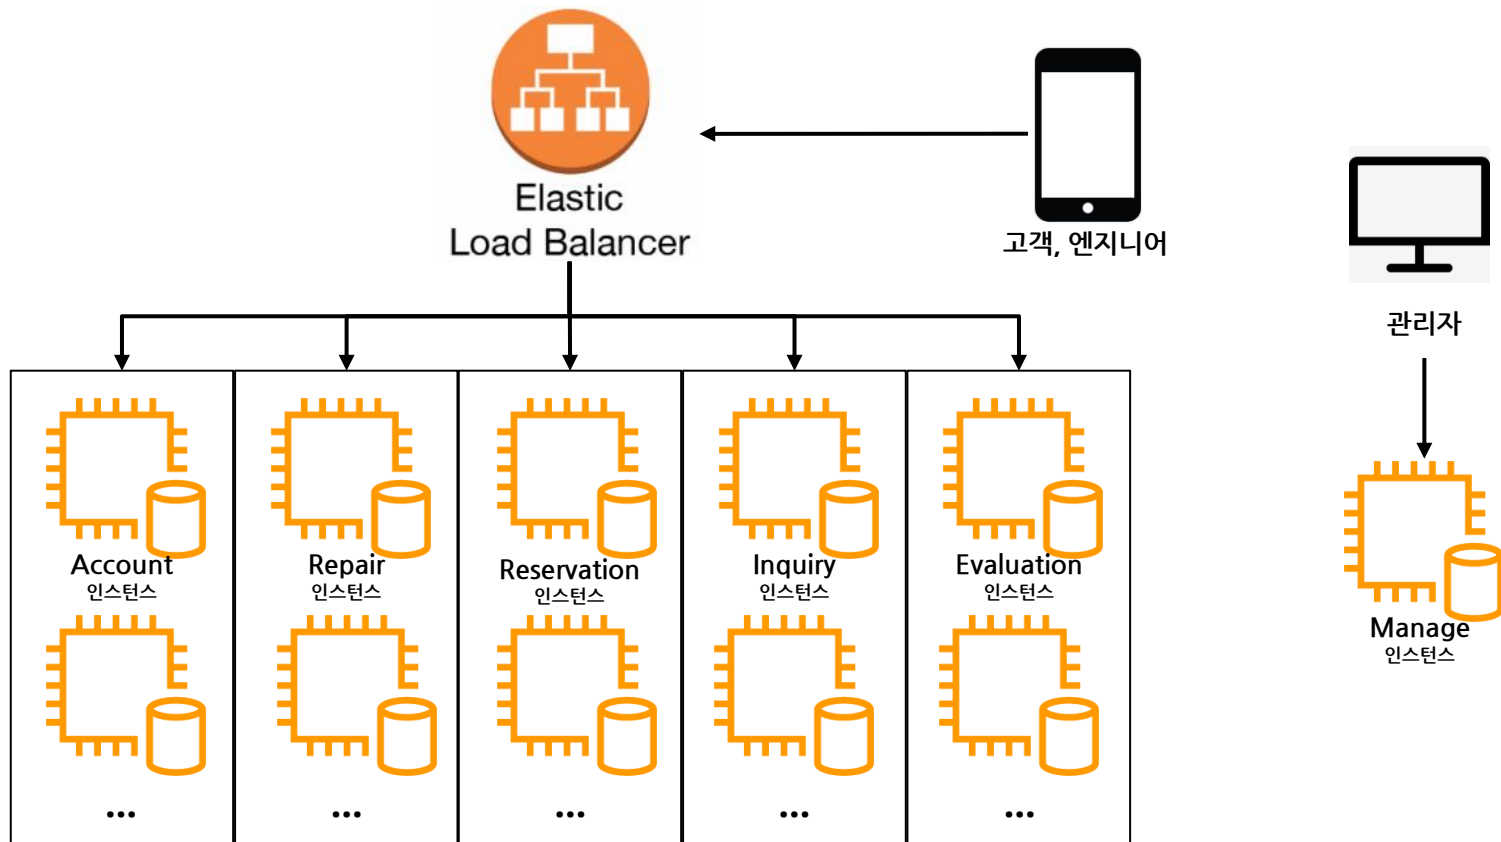 Elastic
Load Balancer
고객, 엔지니어
관리자
Account
인스턴스
Repair
인스턴스
Reservation
인스턴스
Inquiry
인스턴스
Evaluation
인스턴스
Manage
인스턴스
...
...
...
...
...